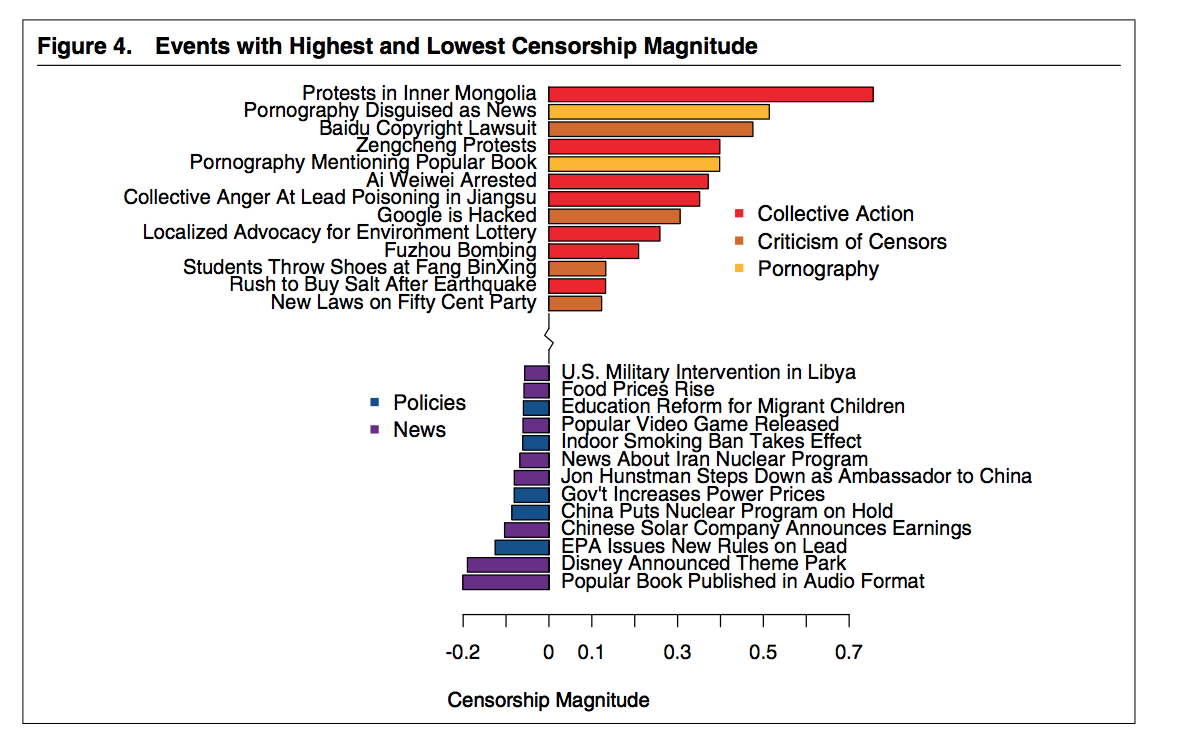 Figure 4. Events with Highest and Lowest Censorship Magnitude
Protests in Inner Mongolia
Pornography Disguised as News
Baidu Copyright Lawsuit
Zengcheng Protests
Pornography Mentioning Popular Book
Ai Weiwei Arrested
Collective Anger At Lead Poisoning in Jiangsu
Google is Hacked
Localized Advocacy for Environment Lottery
Fuzhou Bombing
Students Throw Shoes at Fang BinXing
Rush to Buy Salt After Earthquake
New Laws on Fifty Cent Party
Collective Action
Criticism of Censors
Pornography
U.S. Military Intervention in Libya
Food Prices Rise
Education Reform for Migrant Children
Popular Video Game Released
Indoor Smoking Ban Takes Effect
News About Iran Nuclear Program
Jon Hunstman Steps Down as Ambassador to China
Gov't Increases Power Prices
China Puts Nuclear Program on Hold
Chinese Solar Company Announces Earnings
EPA Issues New Rules on Lead
Disney Announced Theme Park
Popular Book Published in Audio Format
Policies
News
-0.2 0 0.1 0.3 0.5 0.7
Censorship Magnitude